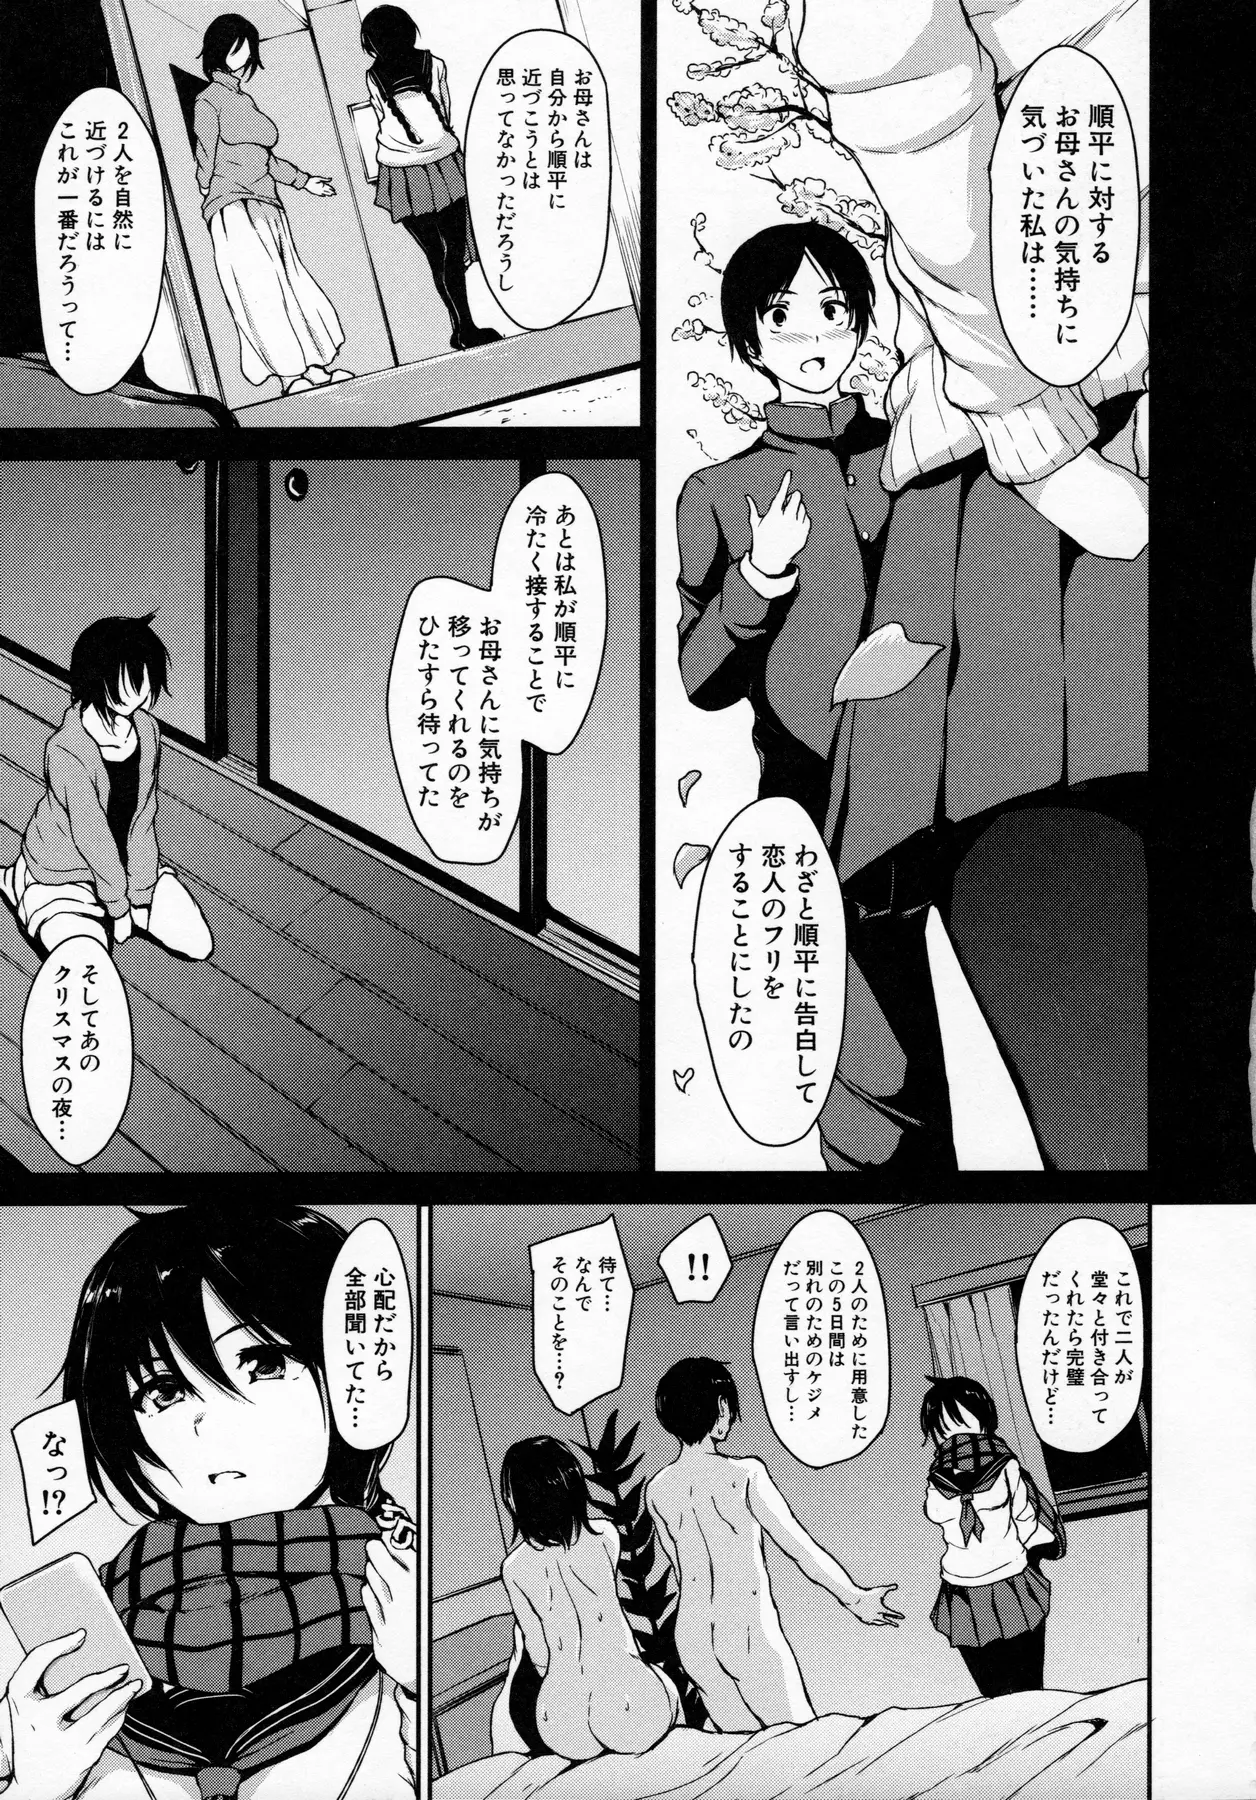 順平に対する
お母さんの気持ちに
気づいた私は……
わざと順平に告白して
恋人のフリを
することにしたの
お母さんは
自分から順平に
近づこうとは
思ってなかっただろうし
2人を自然に
近づけるには
これが一番だろうって…
あとは私が順平に
冷たく接することで
お母さんに気持ちが
移ってくれるのを
ひたすら待ってた
そしてあの
クリスマスの夜…
これで二人が
堂々と付き合って
くれたら完璧
だったんだけど…
2人のために用意した
この5日間は
別れのためのケジメ
だって言い出すし…
!!
待て…
なんで
そのことを…?
心配だから
全部聞いてた…
なっ!?